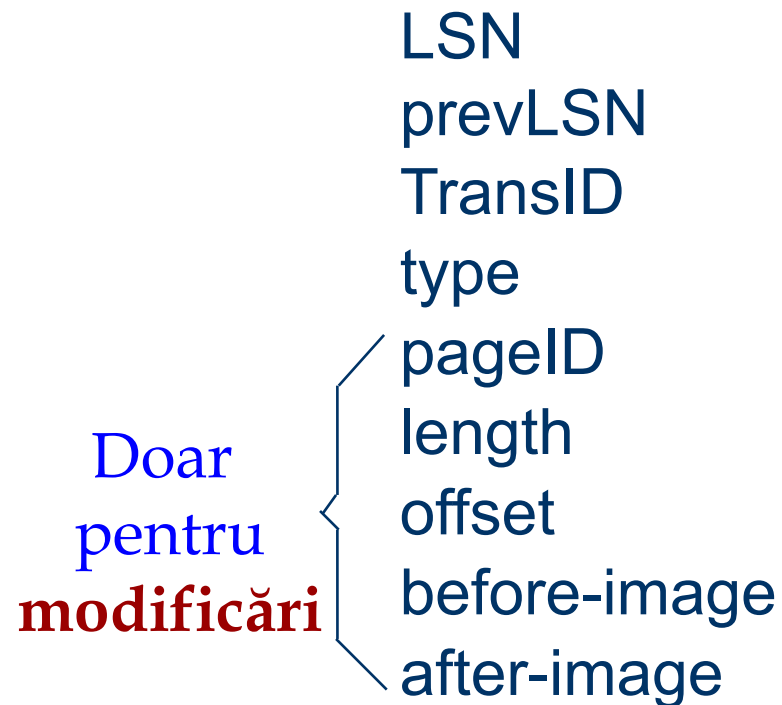 LSN
prevLSN
TransID
type
pageID
length
offset
before-image
after-image
Doar
pentru
modificări